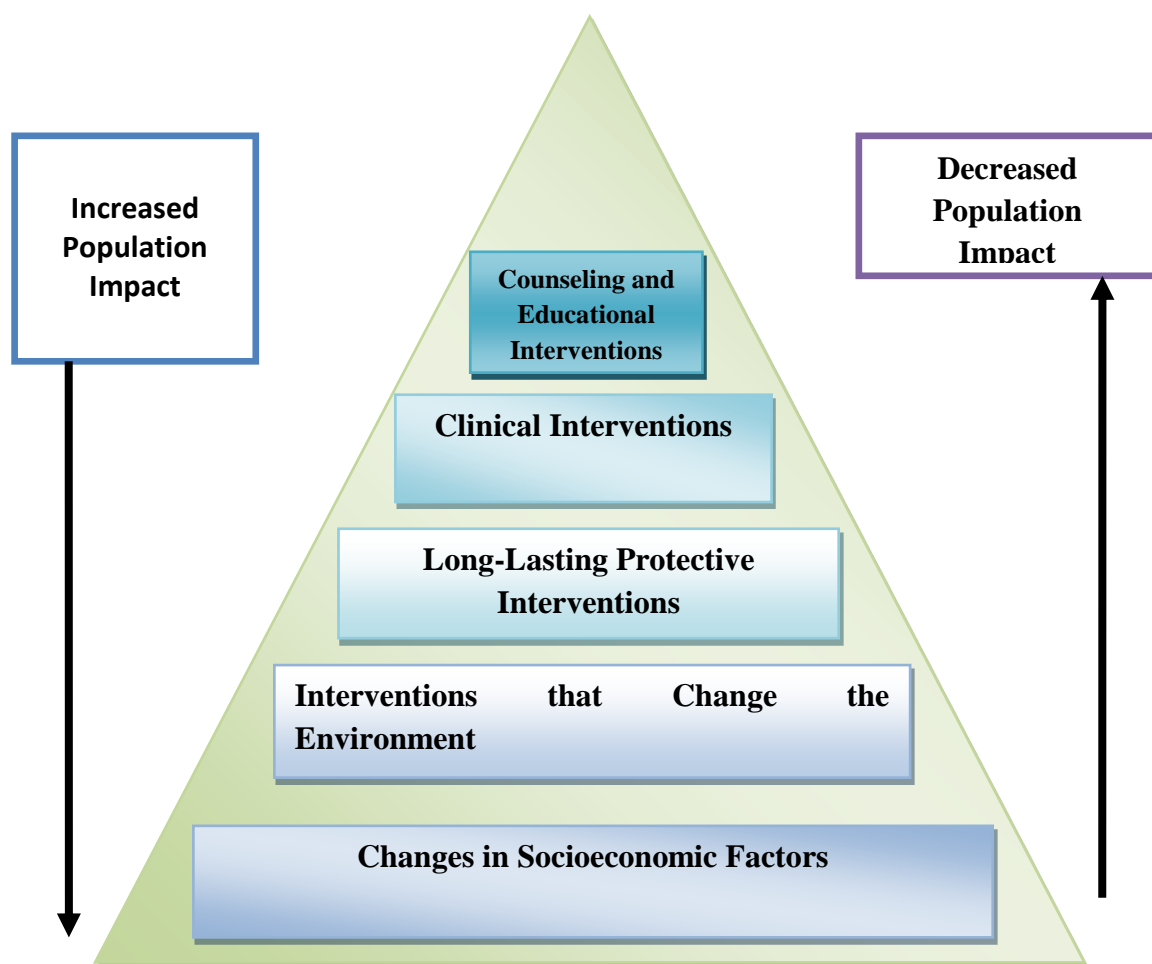 Increased
Population
Impact
Decreased
Population
Impact
Counseling and
Educational
Interventions
Clinical Interventions
Long-Lasting Protective
Interventions
Interventions that Change the
Environment
Changes in Socioeconomic Factors